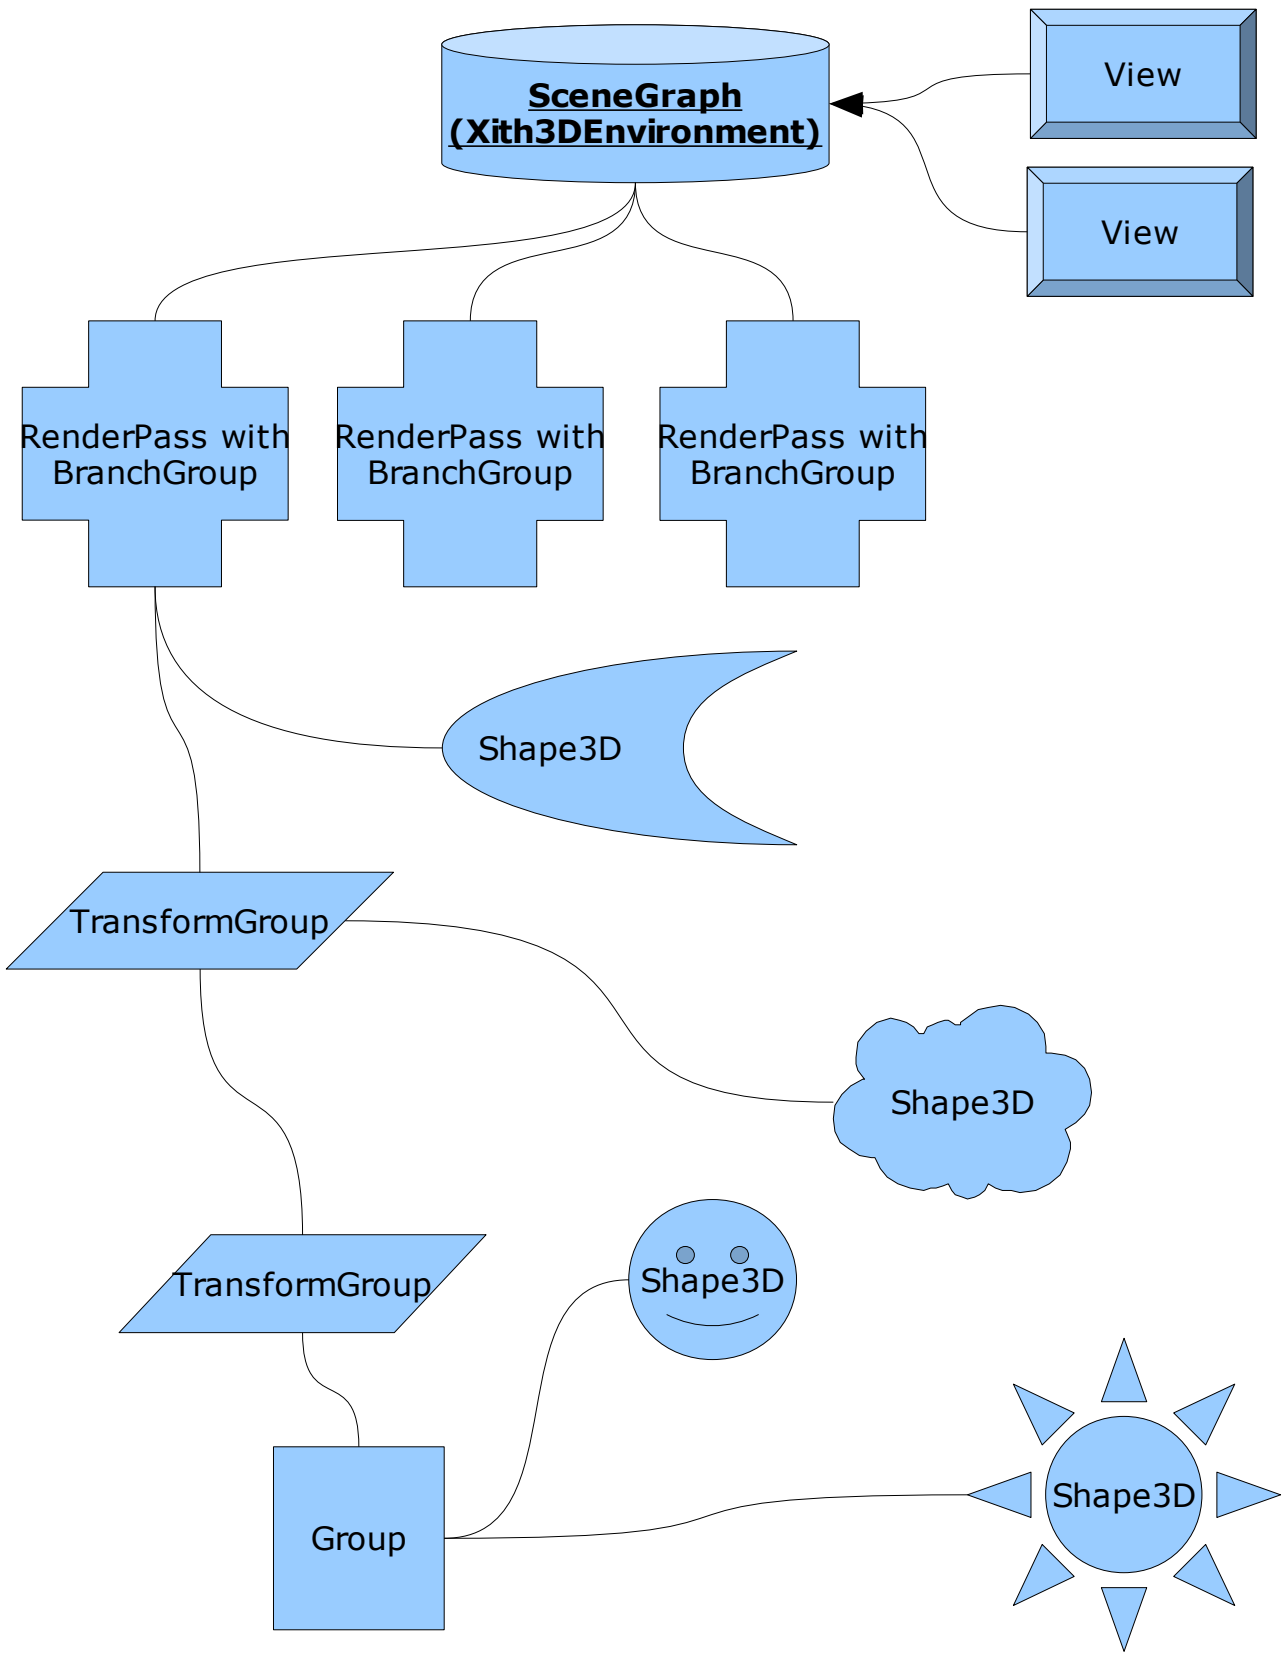 SceneGraph
(Xith3DEnvironment)
View
View
RenderPass with
BranchGroup
RenderPass with
BranchGroup
RenderPass with
BranchGroup
Shape3D
TransformGroup
Shape3D
TransformGroup
Shape3D
Group
Shape3D